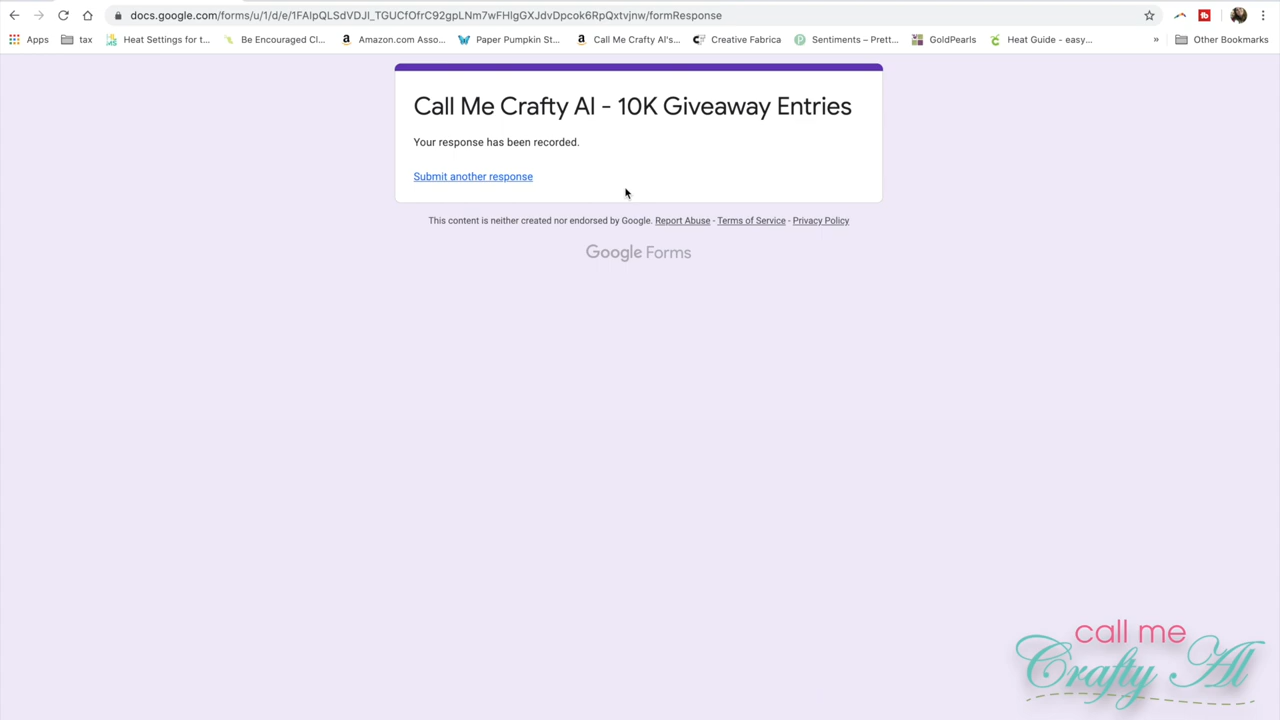 docs.google.com/forms/u/1/d/e/1FAIpQLSdVDJI_TGUCfOfrC92gpLNm7wFHlgGXJdvDpcok6RpQxtvjnw/formResponse
Apps tax Heat Settings for t... Be Encouraged Cl... Amazon.com Asso... Paper Pumpkin St... Call Me Crafty Al's... Creative Fabrica Sentiments – Prett... GoldPearls Heat Guide - easy... » Other Bookmarks
Call Me Crafty Al - 10K Giveaway Entries
Your response has been recorded.
Submit another response
This content is neither created nor endorsed by Google. Report Abuse - Terms of Service - Privacy Policy
Google Forms
call me
Crafty Al